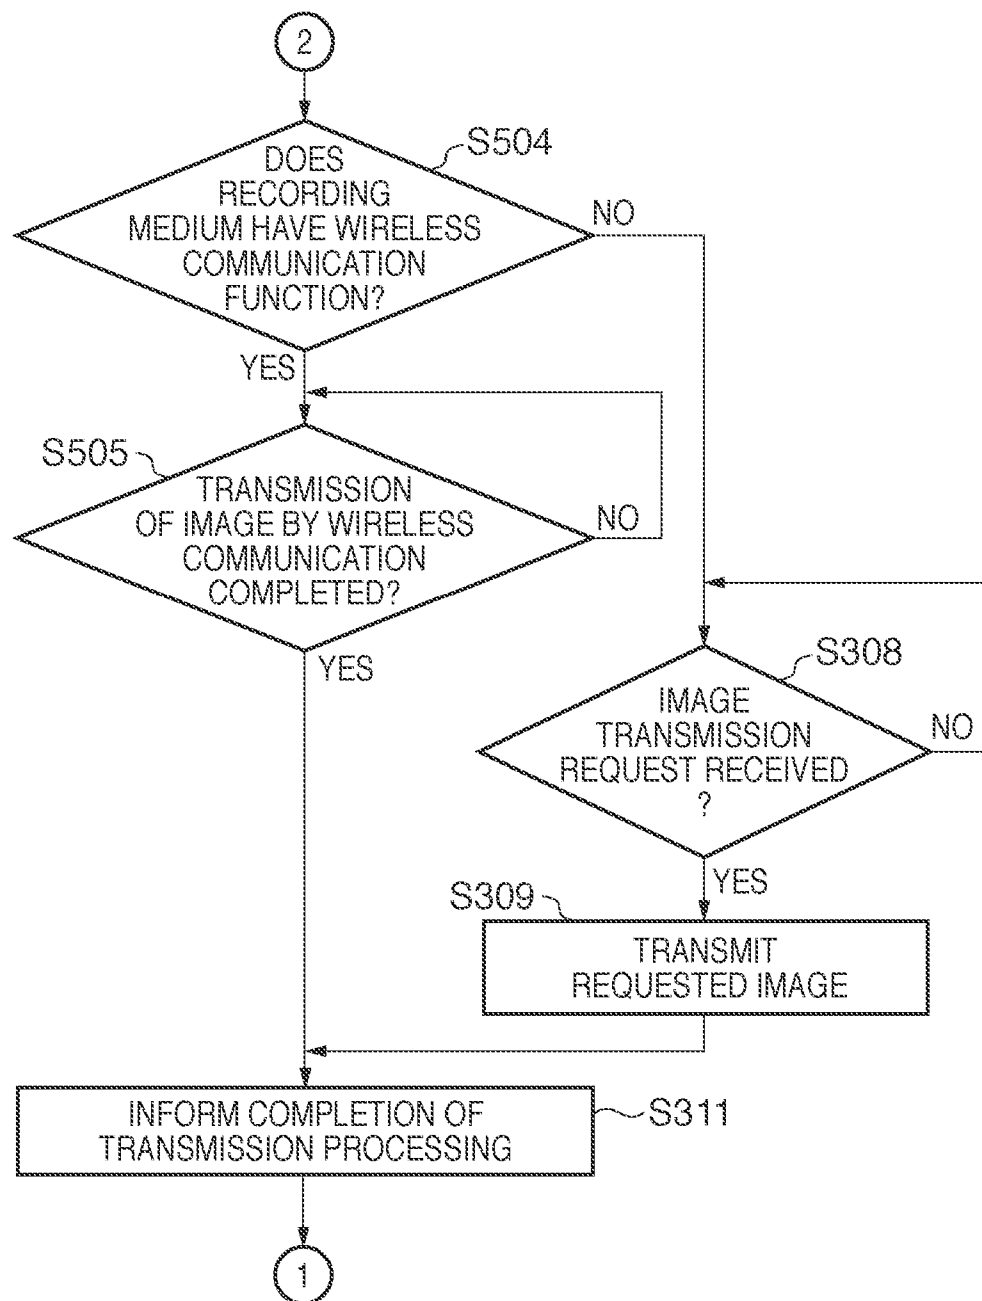 2
S504
DOES
RECORDING
MEDIUM HAVE WIRELESS
COMMUNICATION
FUNCTION?
NO
YES
S505
TRANSMISSION
OF IMAGE BY WIRELESS
COMMUNICATION
COMPLETED?
NO
YES
S308
IMAGE
TRANSMISSION
REQUEST RECEIVED
?
NO
YES
S309
TRANSMIT
REQUESTED IMAGE
INFORM COMPLETION OF
TRANSMISSION PROCESSING
S311
1